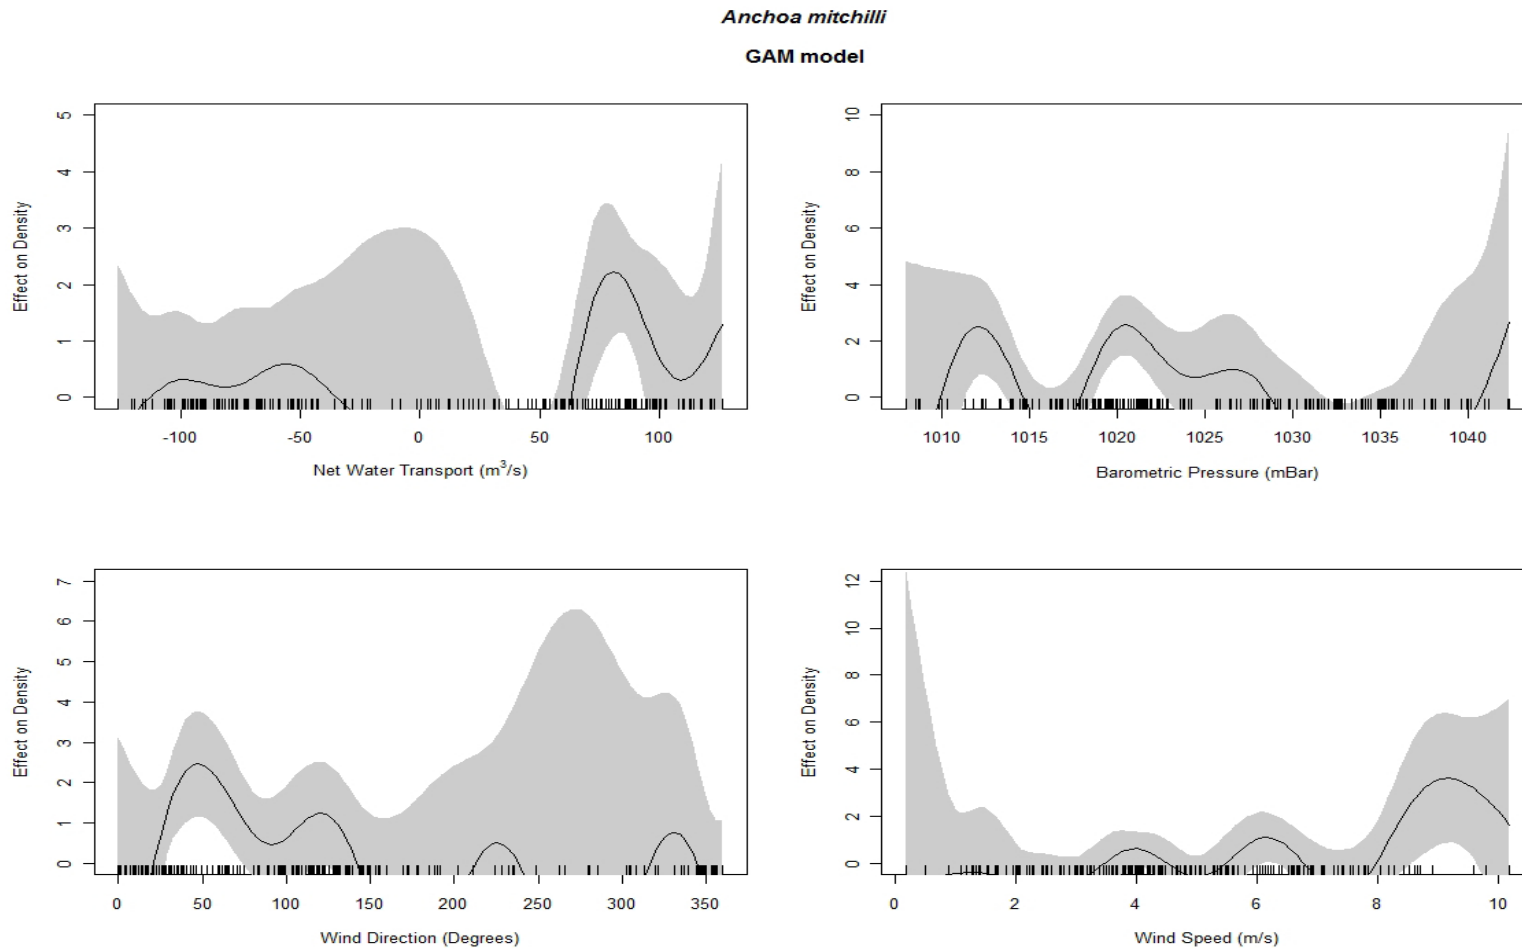 Anchoa mitchilli
GAM model
Effect on Density
5
4
3
2
1
0
-100 -50 0 50 100
Net Water Transport (m³/s)
Effect on Density
10
8
6
4
2
0
1010 1015 1020 1025 1030 1035 1040
Barometric Pressure (mBar)
Effect on Density
7
6
5
4
3
2
1
0
0 50 100 150 200 250 300 350
Wind Direction (Degrees)
Effect on Density
12
10
8
6
4
2
0
0 2 4 6 8 10
Wind Speed (m/s)